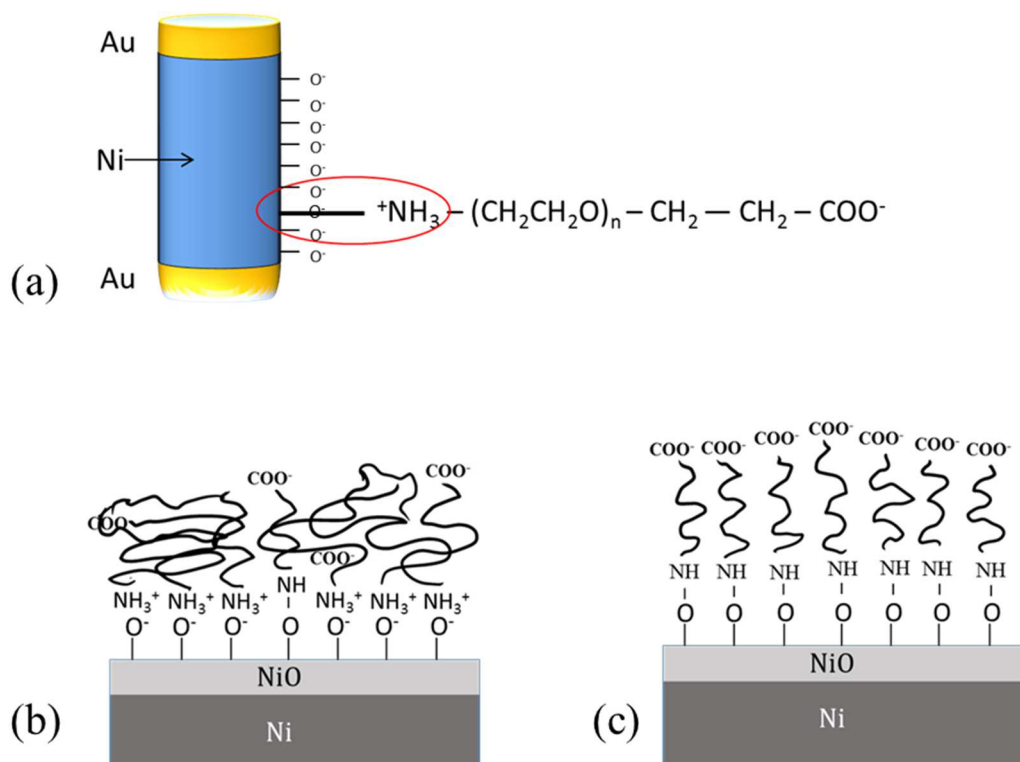 Au
O⁻
O⁻
O⁻
O⁻
Ni
O⁻
O⁻
O⁻ ⁺NH₃ – (CH₂CH₂O)ₙ – CH₂ — CH₂ – COO⁻
O⁻
O⁻
(a) Au
COO⁻ COO⁻
COO⁻
COO⁻
NH₃⁺ NH₃⁺ NH₃⁺ NH NH₃⁺ NH₃⁺ NH₃⁺
O⁻ O⁻ O⁻ O O⁻ O⁻ O⁻
NiO
(b) Ni
COO⁻ COO⁻ COO⁻ COO⁻ COO⁻ COO⁻ COO⁻
NH NH NH NH NH NH NH
O O O O O O O
NiO
(c) Ni